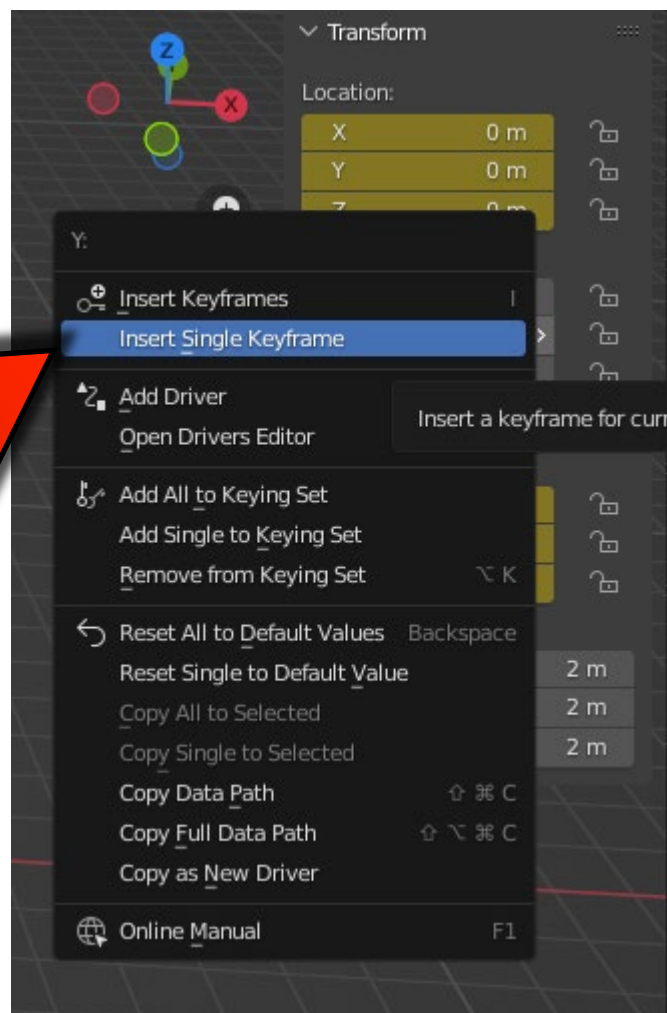 Z
X
Transform
Location:
X 0 m
Y 0 m
Z 0 m
Y:
Insert Keyframes I
Insert Single Keyframe
Add Driver
Insert a keyframe for curr
Open Drivers Editor
Add All to Keying Set
Add Single to Keying Set
Remove from Keying Set ⌥ K
Reset All to Default Values Backspace
Reset Single to Default Value 2 m
Copy All to Selected 2 m
Copy Single to Selected 2 m
Copy Data Path ⇧ ⌘ C
Copy Full Data Path ⇧ ⌥ ⌘ C
Copy as New Driver
Online Manual F1